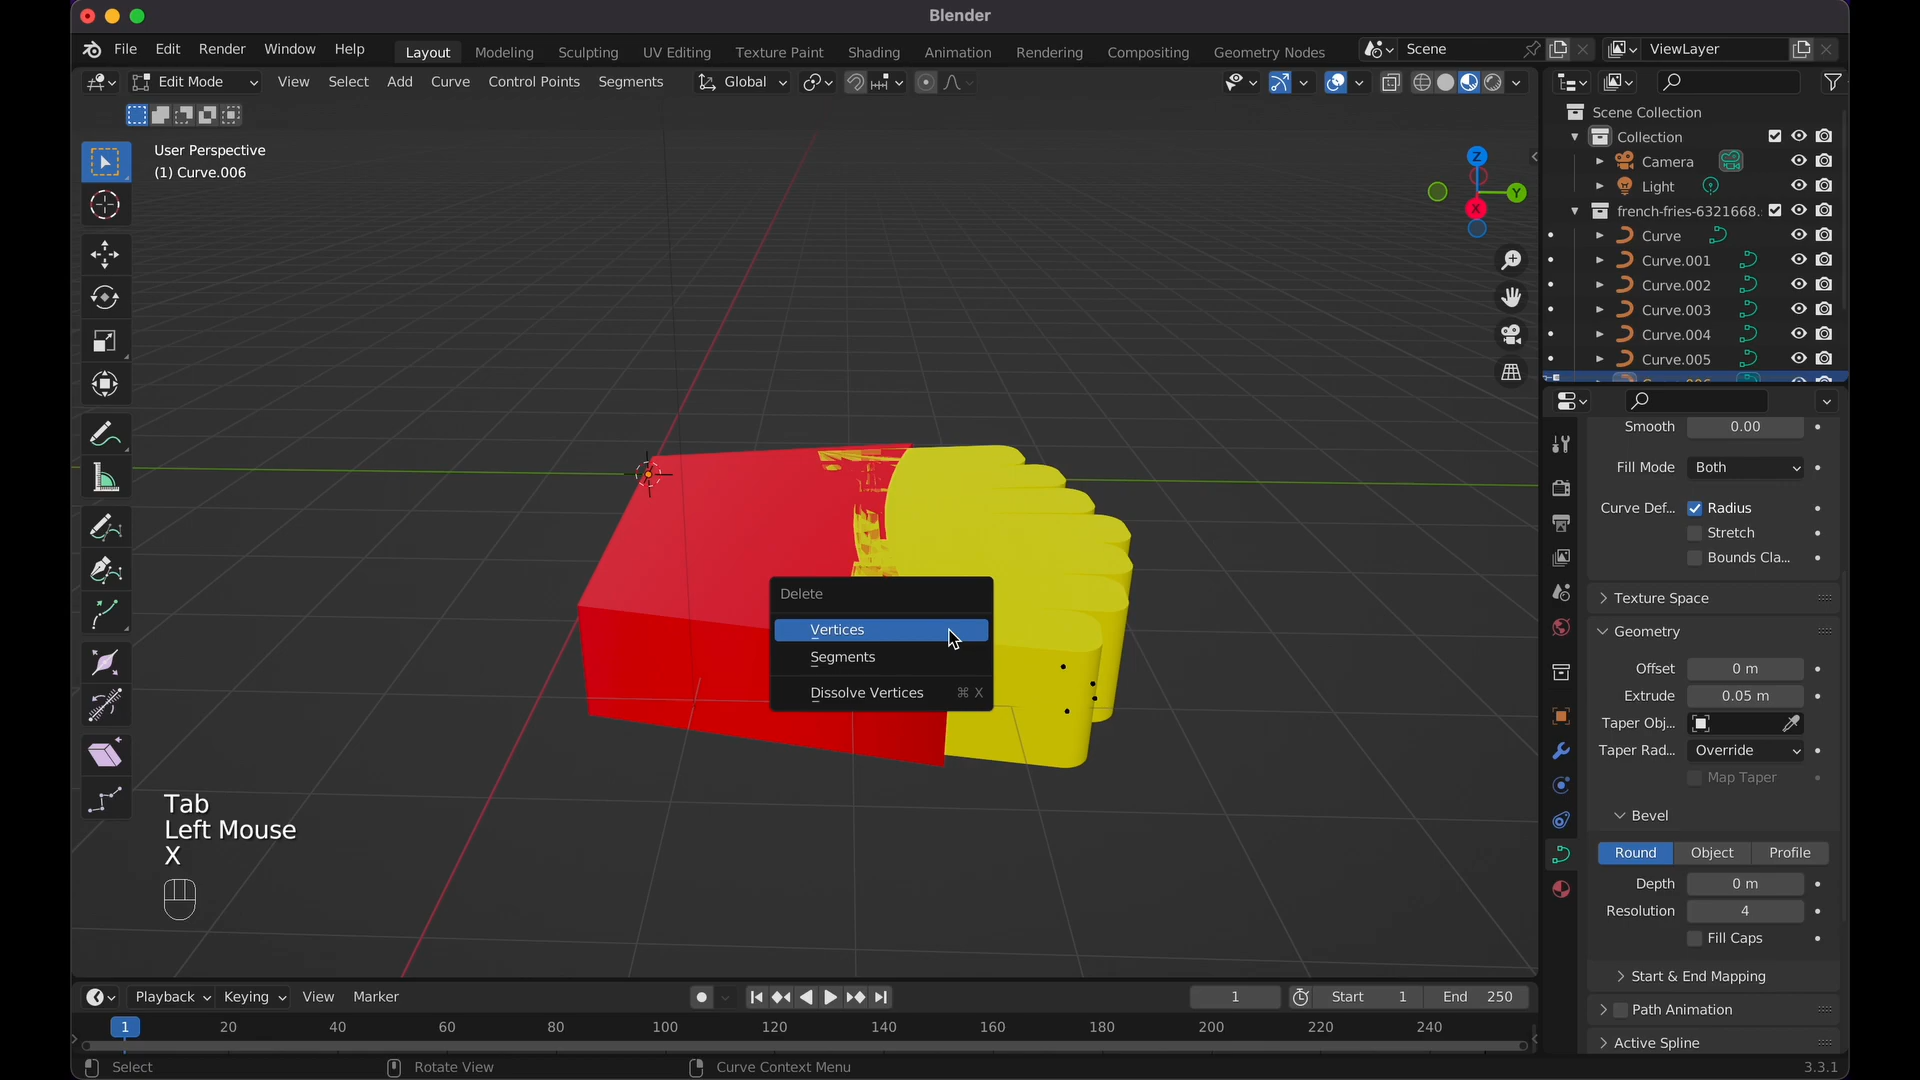 Blender
File Edit Render Window Help Layout Modeling Sculpting UV Editing Texture Paint Shading Animation Rendering Compositing Geometry Nodes Scene ViewLayer
Edit Mode View Select Add Curve Control Points Segments Global
User Perspective
(1) Curve.006
Z
Y
X
Scene Collection
Collection
Camera
Light
french-fries-6321668.
Curve
Curve.001
Curve.002
Curve.003
Curve.004
Curve.005
Smooth 0.00
Fill Mode Both
Curve Def... Radius
Stretch
Bounds Cla...
Texture Space
Geometry
Offset 0 m
Extrude 0.05 m
Taper Obj...
Taper Rad... Override
Map Taper
Bevel
Round Object Profile
Depth 0 m
Resolution 4
Fill Caps
Start & End Mapping
Path Animation
Active Spline
Delete
Vertices
Segments
Dissolve Vertices ⌘ X
Tab
Left Mouse
X
Playback Keying View Marker 1 Start 1 End 250
1 20 40 60 80 100 120 140 160 180 200 220 240
Select Rotate View Curve Context Menu 3.3.1